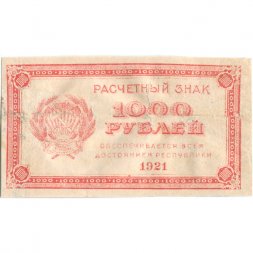 РАСЧЕТНЫЙ ЗНАК
1000
РУБЛЕЙ
ОБЕСПЕЧИВАЕТСЯ ВСЕМ
ДОСТОЯНИЕМ РЕСПУБЛИКИ
1921